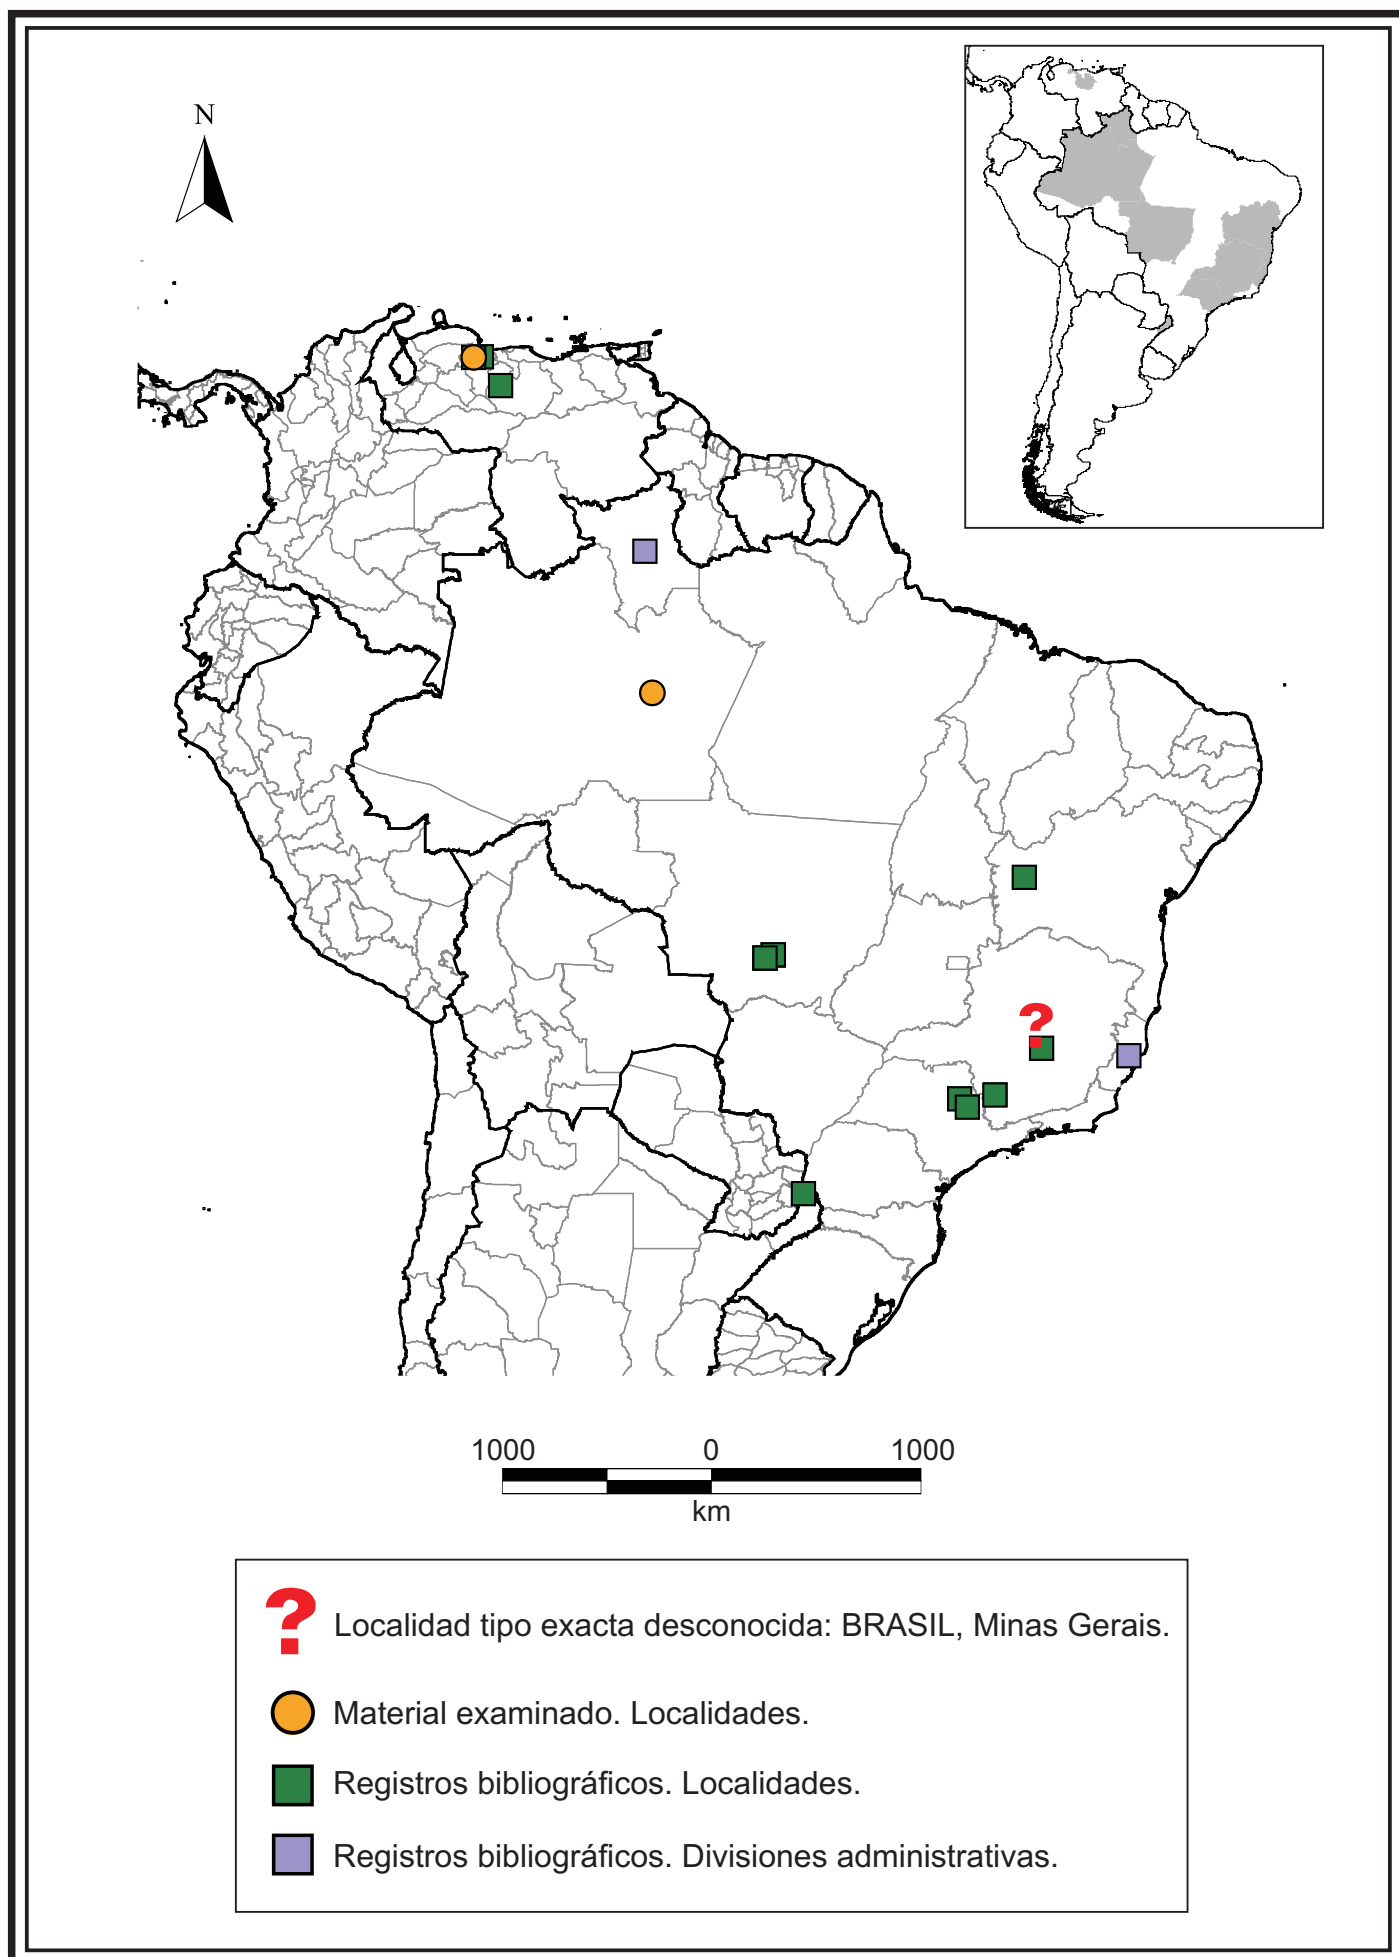 N
1000 0 1000
km
? Localidad tipo exacta desconocida: BRASIL, Minas Gerais.
Material examinado. Localidades.
Registros bibliográficos. Localidades.
Registros bibliográficos. Divisiones administrativas.
?